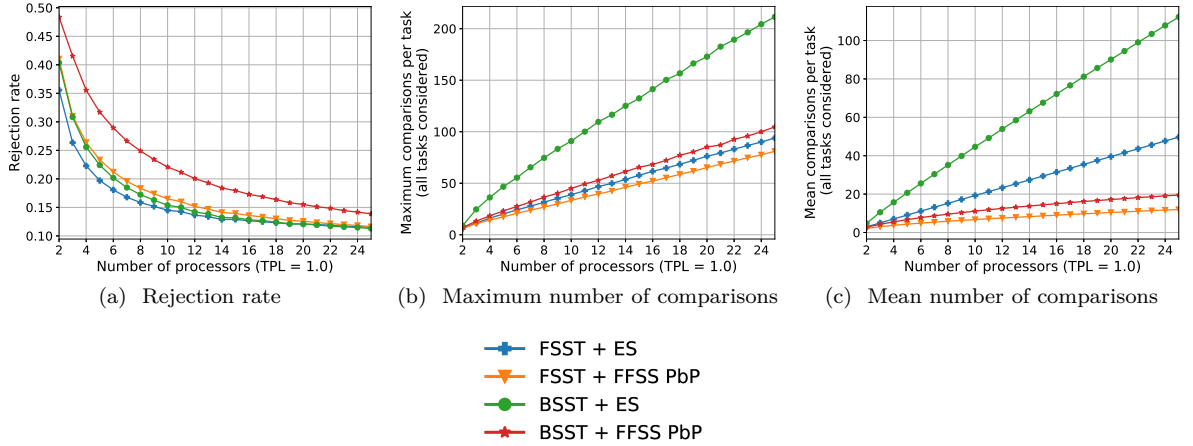 0.50
0.45
0.40
0.35
0.30
0.25
0.20
0.15
0.10
Rejection rate
2 4 6 8 10 12 14 16 18 20 22 24
Number of processors (TPL = 1.0)
(a) Rejection rate
200
150
100
50
0
Maximum comparisons per task
(all tasks considered)
2 4 6 8 10 12 14 16 18 20 22 24
Number of processors (TPL = 1.0)
(b) Maximum number of comparisons
100
80
60
40
20
0
Mean comparisons per task
(all tasks considered)
2 4 6 8 10 12 14 16 18 20 22 24
Number of processors (TPL = 1.0)
(c) Mean number of comparisons
FSST + ES
FSST + FFSS PbP
BSST + ES
BSST + FFSS PbP